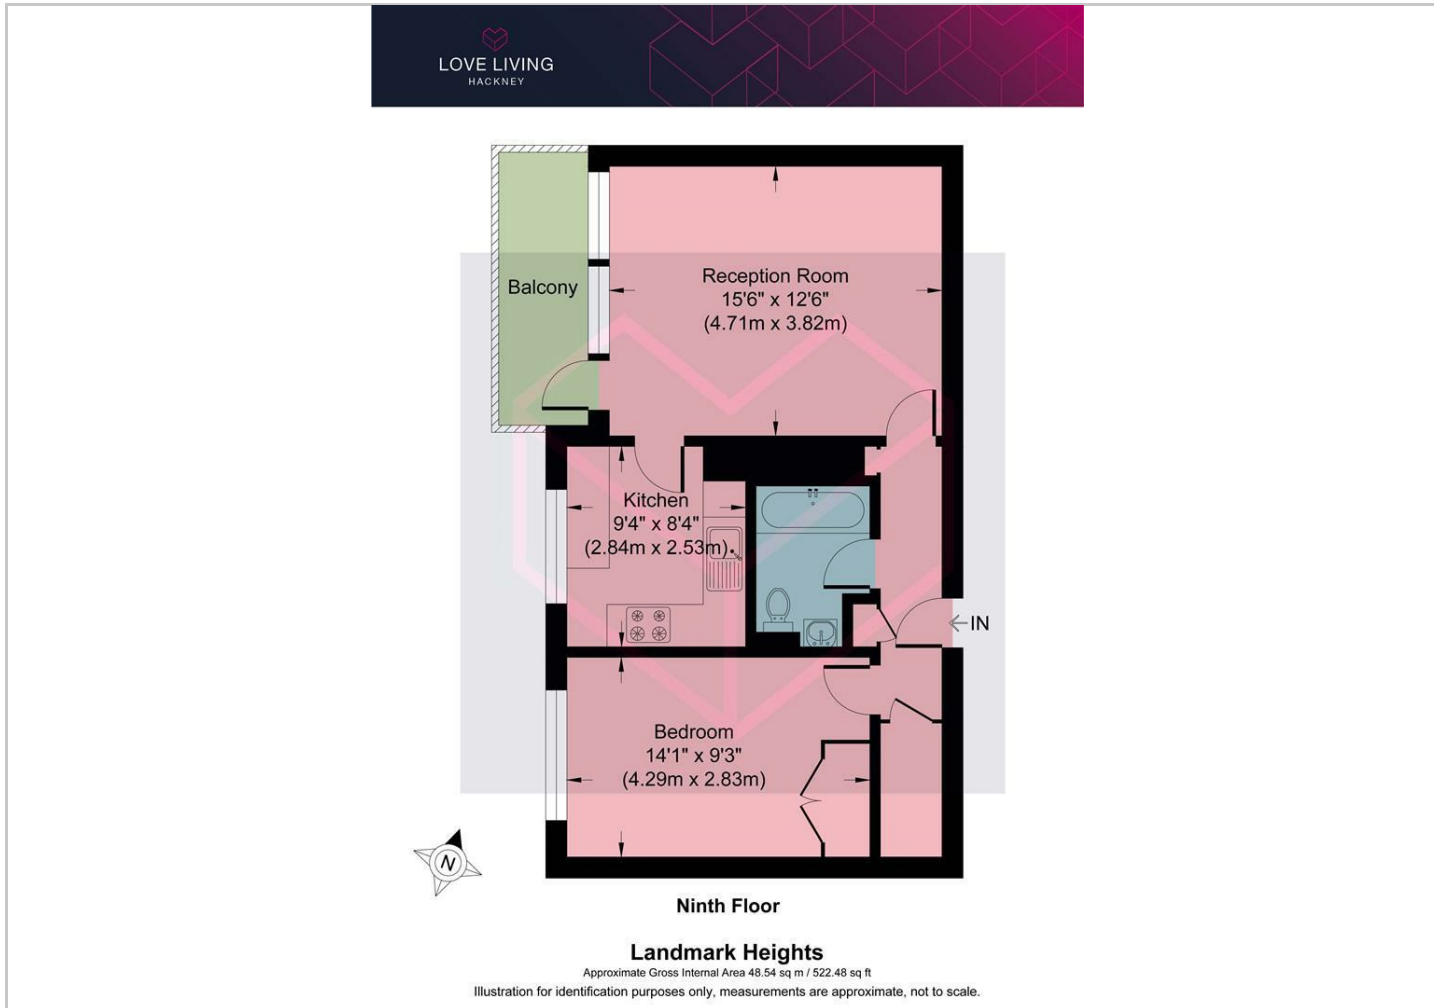 LOVE LIVING
HACKNEY
Balcony
Reception Room
15'6" x 12'6"
(4.71m x 3.82m)
Kitchen
9'4" x 8'4"
(2.84m x 2.53m)
IN
Bedroom
14'1" x 9'3"
(4.29m x 2.83m)
N
Ninth Floor
Landmark Heights
Approximate Gross Internal Area 48.54 sq m / 522.48 sq ft
Illustration for identification purposes only, measurements are approximate, not to scale.